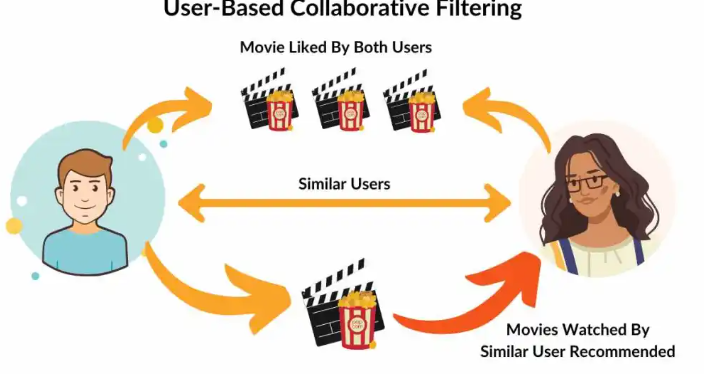 User-Based Collaborative Filtering
Movie Liked By Both Users
Similar Users
Movies Watched By
Similar User Recommended